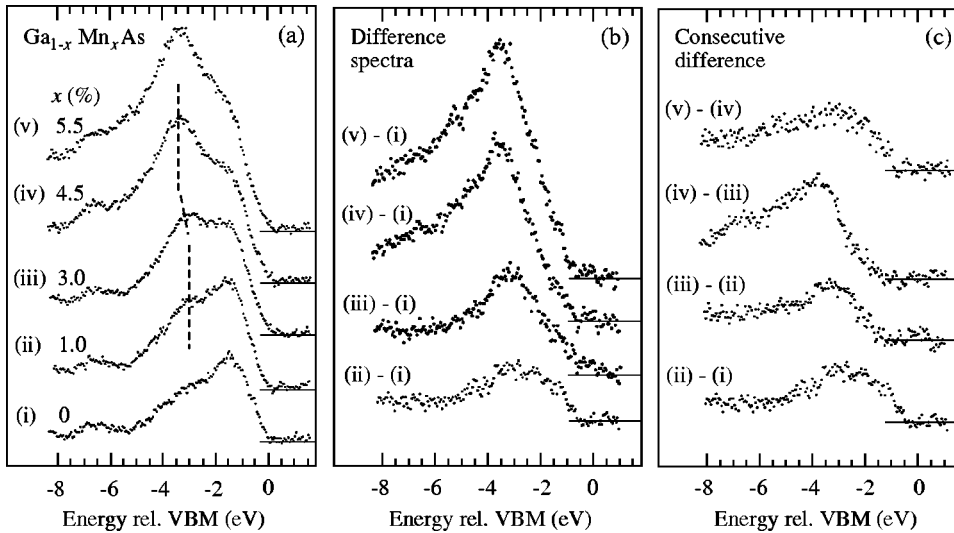 Ga1-x MnxAs
(a)
x (%)
(v) 5.5
(iv) 4.5
(iii) 3.0
(ii) 1.0
(i) 0
-8 -6 -4 -2 0
Energy rel. VBM (eV)
Difference
spectra
(b)
(v) - (i)
(iv) - (i)
(iii) - (i)
(ii) - (i)
-8 -6 -4 -2 0
Energy rel. VBM (eV)
Consecutive
difference
(c)
(v) - (iv)
(iv) - (iii)
(iii) - (ii)
(ii) - (i)
-8 -6 -4 -2 0
Energy rel. VBM (eV)